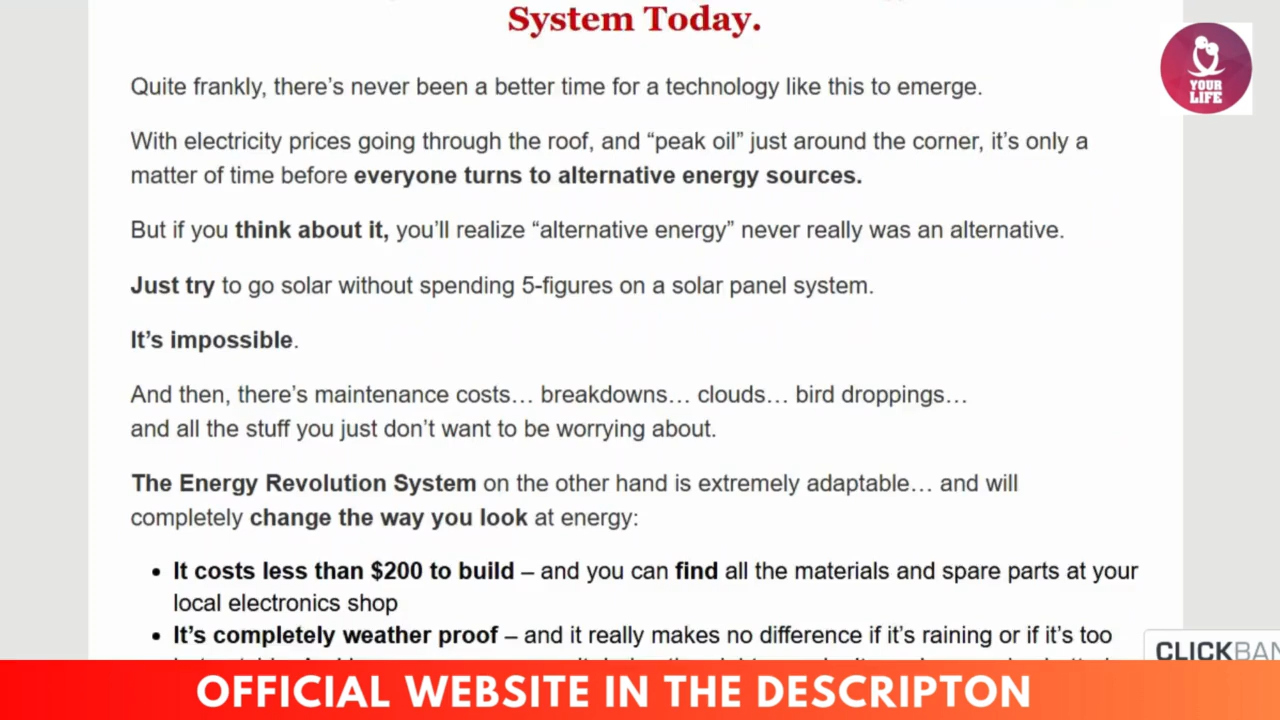 System Today.
YOUR
LIFE
Quite frankly, there’s never been a better time for a technology like this to emerge.
With electricity prices going through the roof, and “peak oil” just around the corner, it’s only a
matter of time before everyone turns to alternative energy sources.
But if you think about it, you’ll realize “alternative energy” never really was an alternative.
Just try to go solar without spending 5-figures on a solar panel system.
It’s impossible.
And then, there’s maintenance costs… breakdowns… clouds… bird droppings…
and all the stuff you just don’t want to be worrying about.
The Energy Revolution System on the other hand is extremely adaptable… and will
completely change the way you look at energy:
• It costs less than $200 to build – and you can find all the materials and spare parts at your
local electronics shop
• It’s completely weather proof – and it really makes no difference if it’s raining or if it’s too
CLICKBAN
OFFICIAL WEBSITE IN THE DESCRIPTON